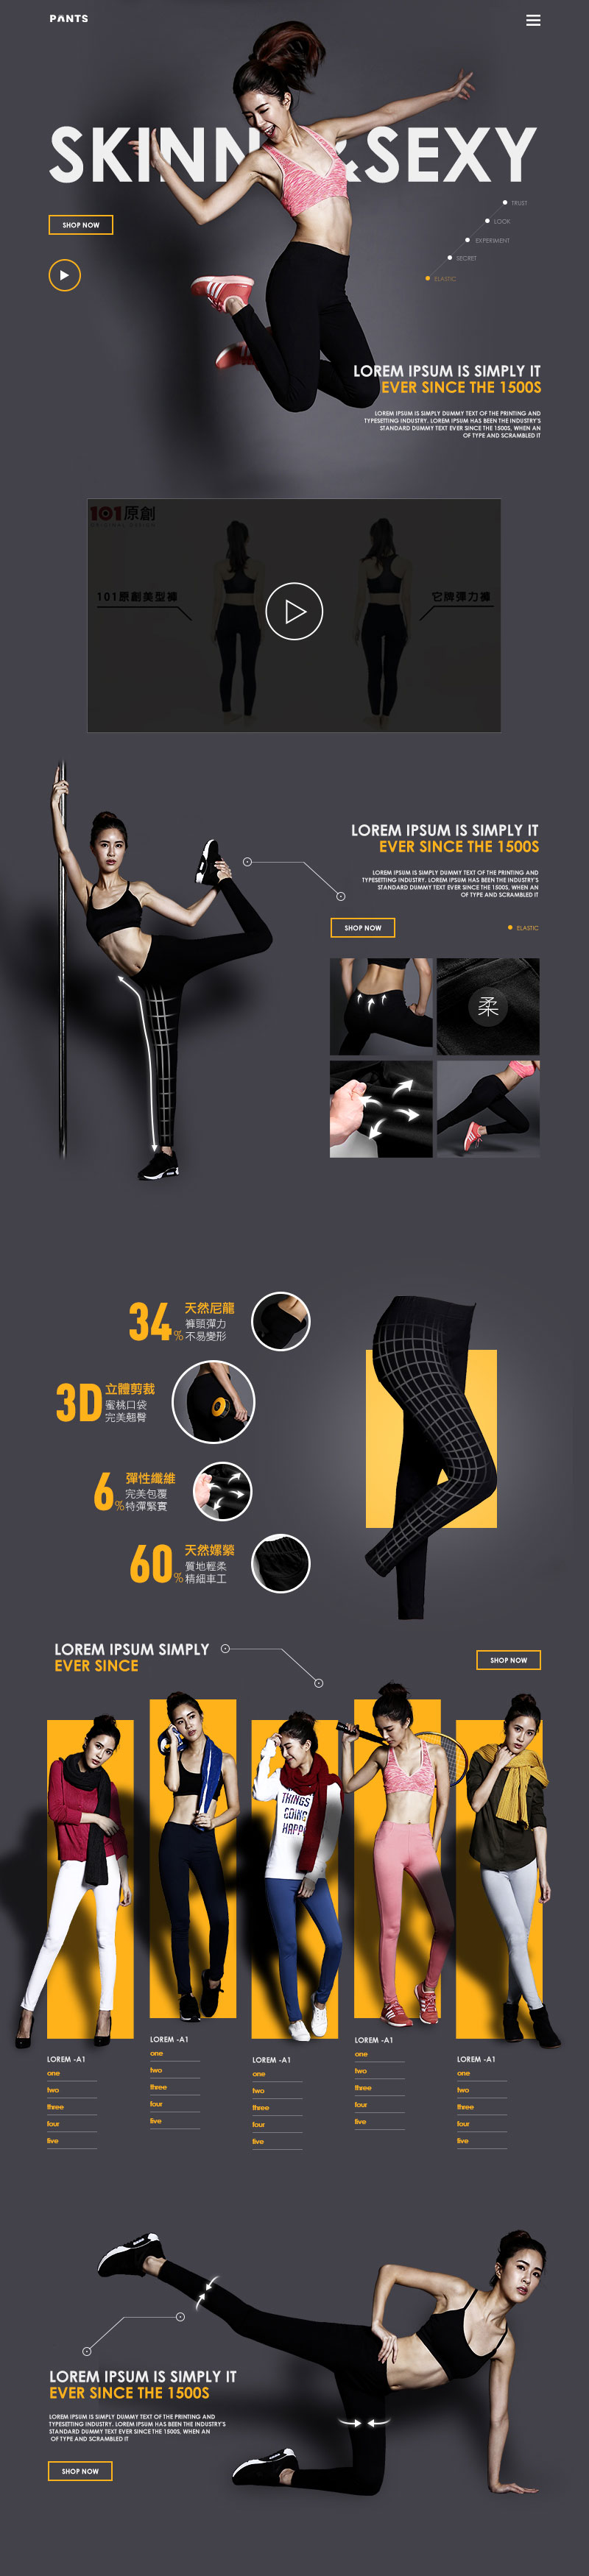 PANTS
SKINN &SEXY
SHOP NOW
TRUST
LOOK
EXPERIMENT
SECRET
ELASTIC
LOREM IPSUM IS SIMPLY IT
EVER SINCE THE 1500S
LOREM IPSUM IS SIMPLY DUMMY TEXT OF THE PRINTING AND
TYPESETTING INDUSTRY. LOREM IPSUM HAS BEEN THE INDUSTRY'S
STANDARD DUMMY TEXT EVER SINCE THE 1500S, WHEN AN
OF TYPE AND SCRAMBLED IT
101原創
ORIGINAL DESIGN
101原創美型褲
它牌彈力褲
LOREM IPSUM IS SIMPLY IT
EVER SINCE THE 1500S
LOREM IPSUM IS SIMPLY DUMMY TEXT OF THE PRINTING AND
TYPESETTING INDUSTRY. LOREM IPSUM HAS BEEN THE INDUSTRY'S
STANDARD DUMMY TEXT EVER SINCE THE 1500S, WHEN AN
OF TYPE AND SCRAMBLED IT
SHOP NOW
ELASTIC
柔
34%
天然尼龍
褲頭彈力
不易變形
3D
立體剪裁
蜜桃口袋
完美翹臀
6%
彈性纖維
完美包覆
特彈緊實
60%
天然嫘縈
質地輕柔
精細車工
LOREM IPSUM SIMPLY
EVER SINCE
SHOP NOW
THINGS
GOING
HAPP
LOREM -A1
one
two
three
four
five
LOREM -A1
one
two
three
four
five
LOREM -A1
one
two
three
four
five
LOREM -A1
one
two
three
four
five
LOREM -A1
one
two
three
four
five
LOREM IPSUM IS SIMPLY IT
EVER SINCE THE 1500S
LOREM IPSUM IS SIMPLY DUMMY TEXT OF THE PRINTING AND
TYPESETTING INDUSTRY. LOREM IPSUM HAS BEEN THE INDUSTRY'S
STANDARD DUMMY TEXT EVER SINCE THE 1500S, WHEN AN
OF TYPE AND SCRAMBLED IT
SHOP NOW